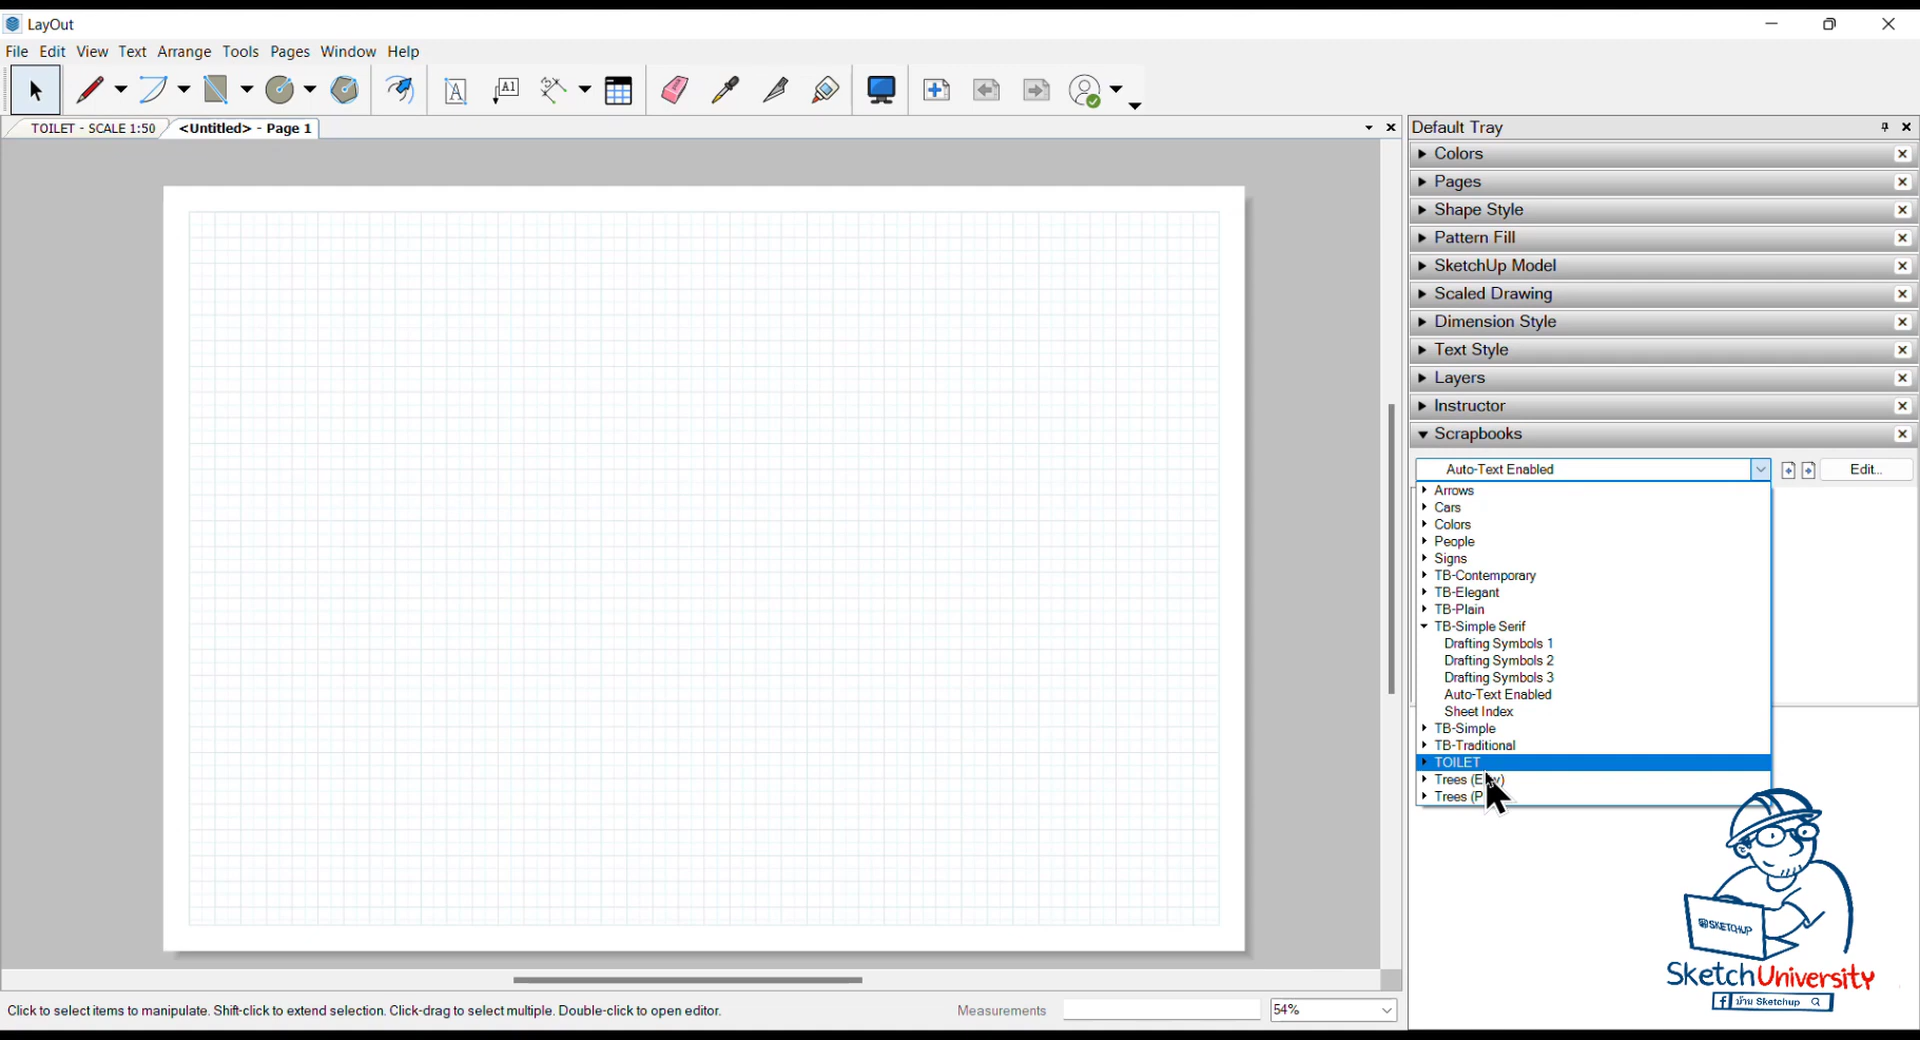 LayOut
File Edit View Text Arrange Tools Pages Window Help
A A1
TOILET - SCALE 1:50 <Untitled> - Page 1
Default Tray
Colors
Pages
Shape Style
Pattern Fill
SketchUp Model
Scaled Drawing
Dimension Style
Text Style
Layers
Instructor
Scrapbooks
Auto-Text Enabled Edit...
Arrows
Cars
Colors
People
Signs
TB-Contemporary
TB-Elegant
TB-Plain
TB-Simple Serif
Drafting Symbols 1
Drafting Symbols 2
Drafting Symbols 3
Auto-Text Enabled
Sheet Index
TB-Simple
TB-Traditional
TOILET
Trees
Trees (P
SKETCHUP
SketchUniversity
f บ้าน Sketchup
Click to select items to manipulate. Shift-click to extend selection. Click-drag to select multiple. Double-click to open editor. Measurements 54%